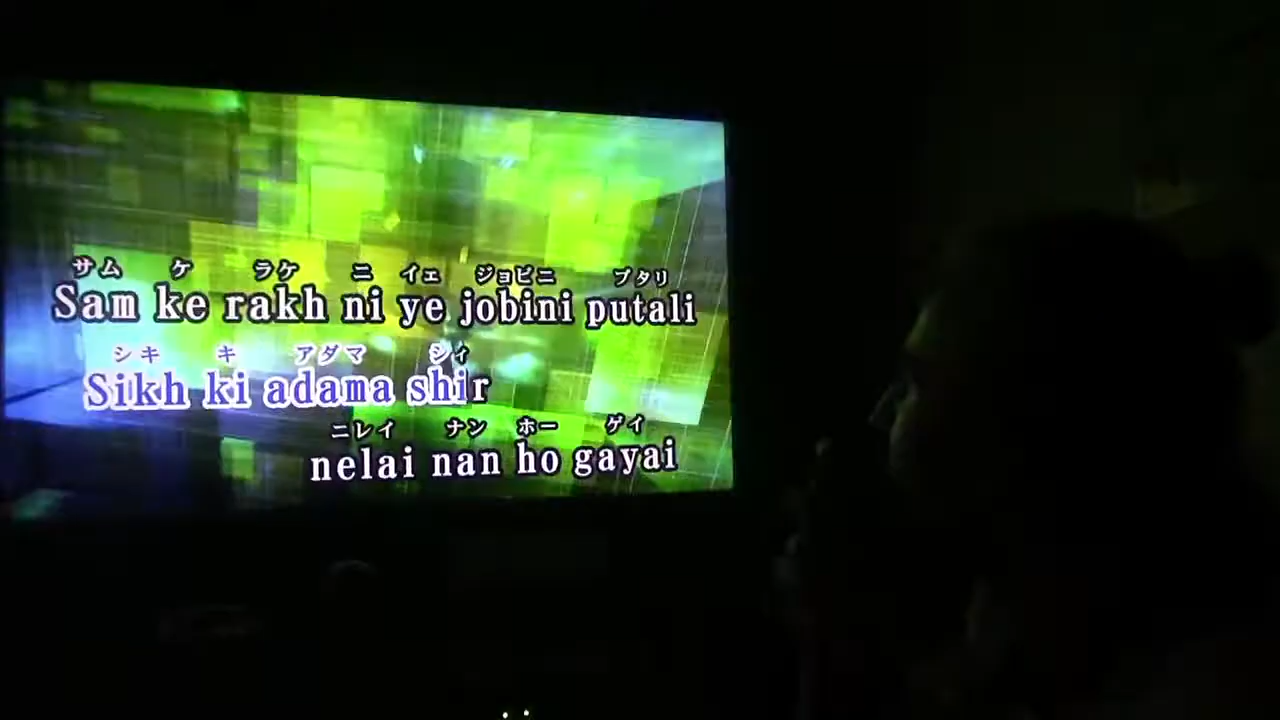 サム ケ ラケ ニ イェ ジョビニ プタリ
Sam ke rakh ni ye jobini putali
シキ キ アダマ シィ
Sikh ki adama shir
ニレイ ナン ホー ゲイ
nelai nan ho gayai